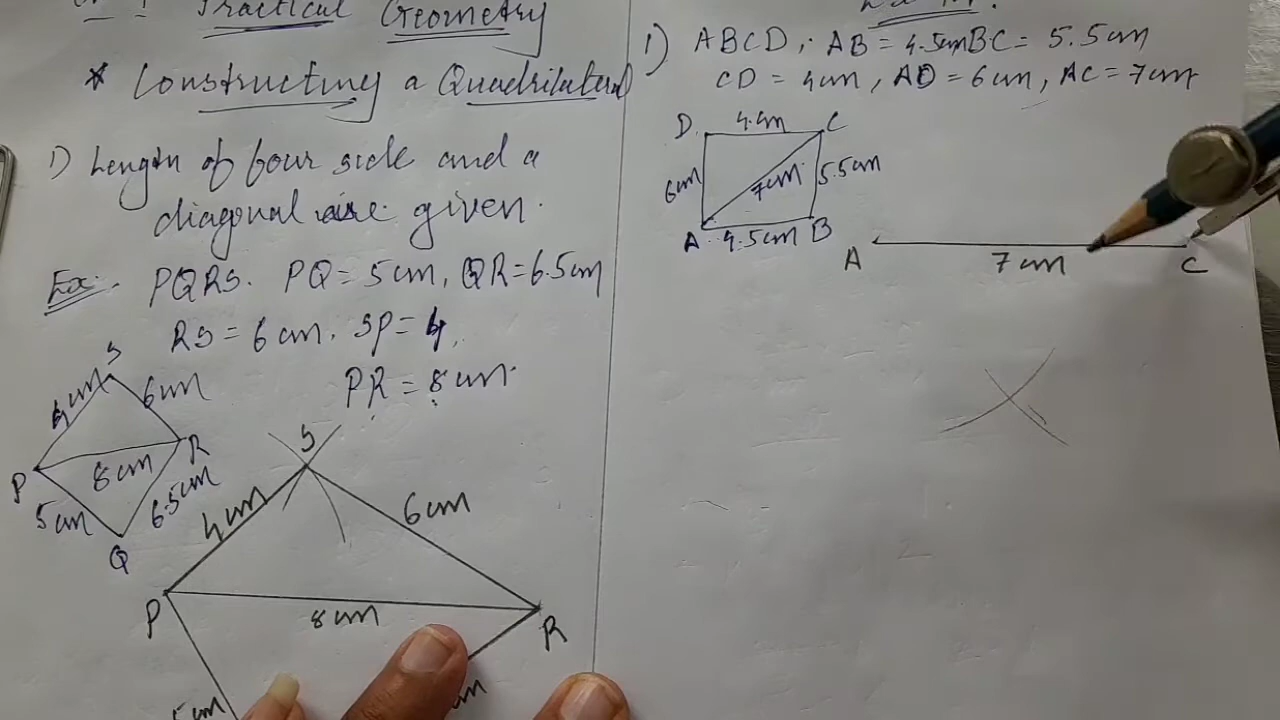 Practical Geometry
* Constructing a Quadrilateral
1) Length of four side and a
diagonal are given.
Ex:- PQRS. PQ = 5cm, QR = 6.5cm
RS = 6cm. SP = 4
PR = 8cm.
S
4cm
6cm
P
8cm
R
5cm
6.5cm
Q
S
4cm
6cm
P
8cm
R
5cm
1) ABCD, AB = 4.5cm BC = 5.5cm
CD = 4cm, AD = 6cm, AC = 7cm
D
4cm
C
6cm
7cm
5.5cm
A
4.5cm
B
A
7cm
C